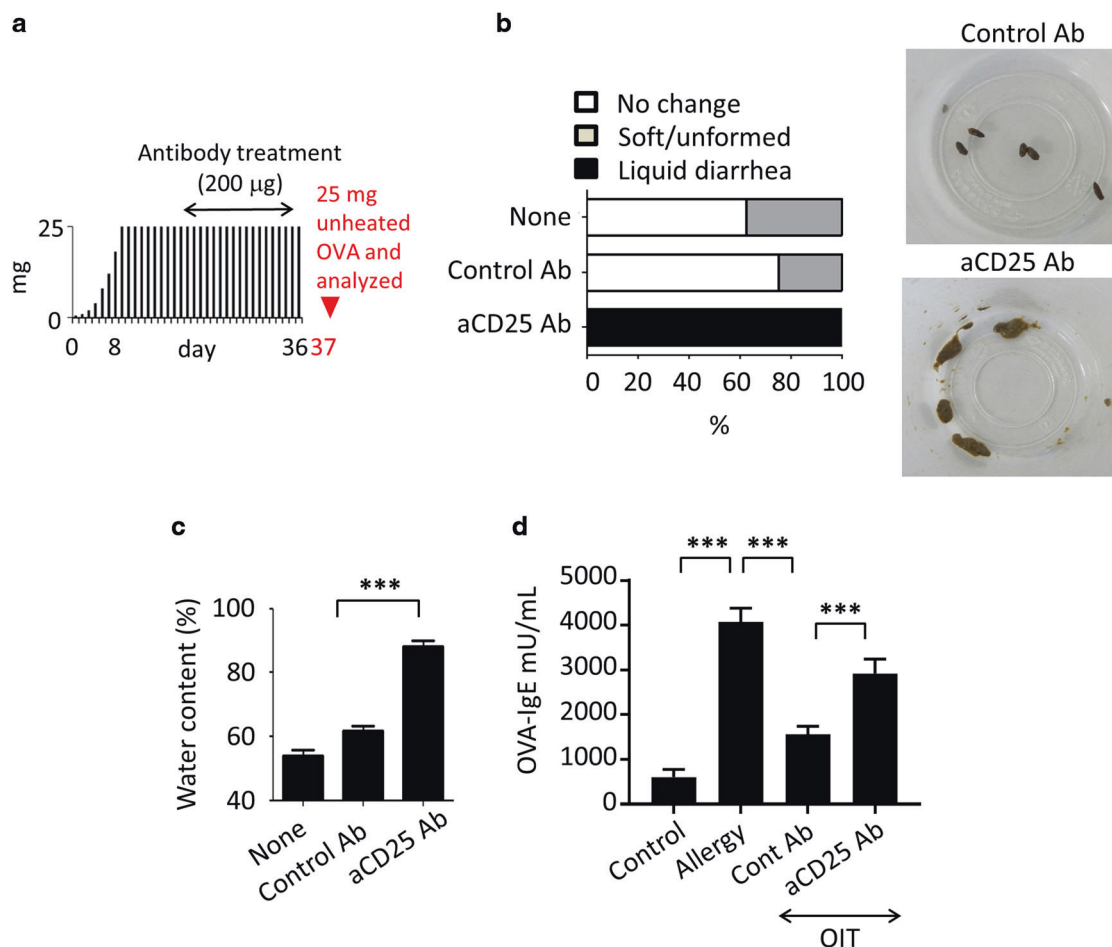 a
Antibody treatment
(200 µg)
25 mg
unheated
OVA and
analyzed
25
mg
0
0 8 day 36 37
b
No change
Soft/unformed
Liquid diarrhea
None
Control Ab
aCD25 Ab
0 20 40 60 80 100
%
Control Ab
aCD25 Ab
c
Water content (%)
100
80
60
40
***
None
Control Ab
aCD25 Ab
d
OVA-IgE mU/mL
5000
4000
3000
2000
1000
0
*** ***
***
Control
Allergy
Cont Ab
aCD25 Ab
OIT